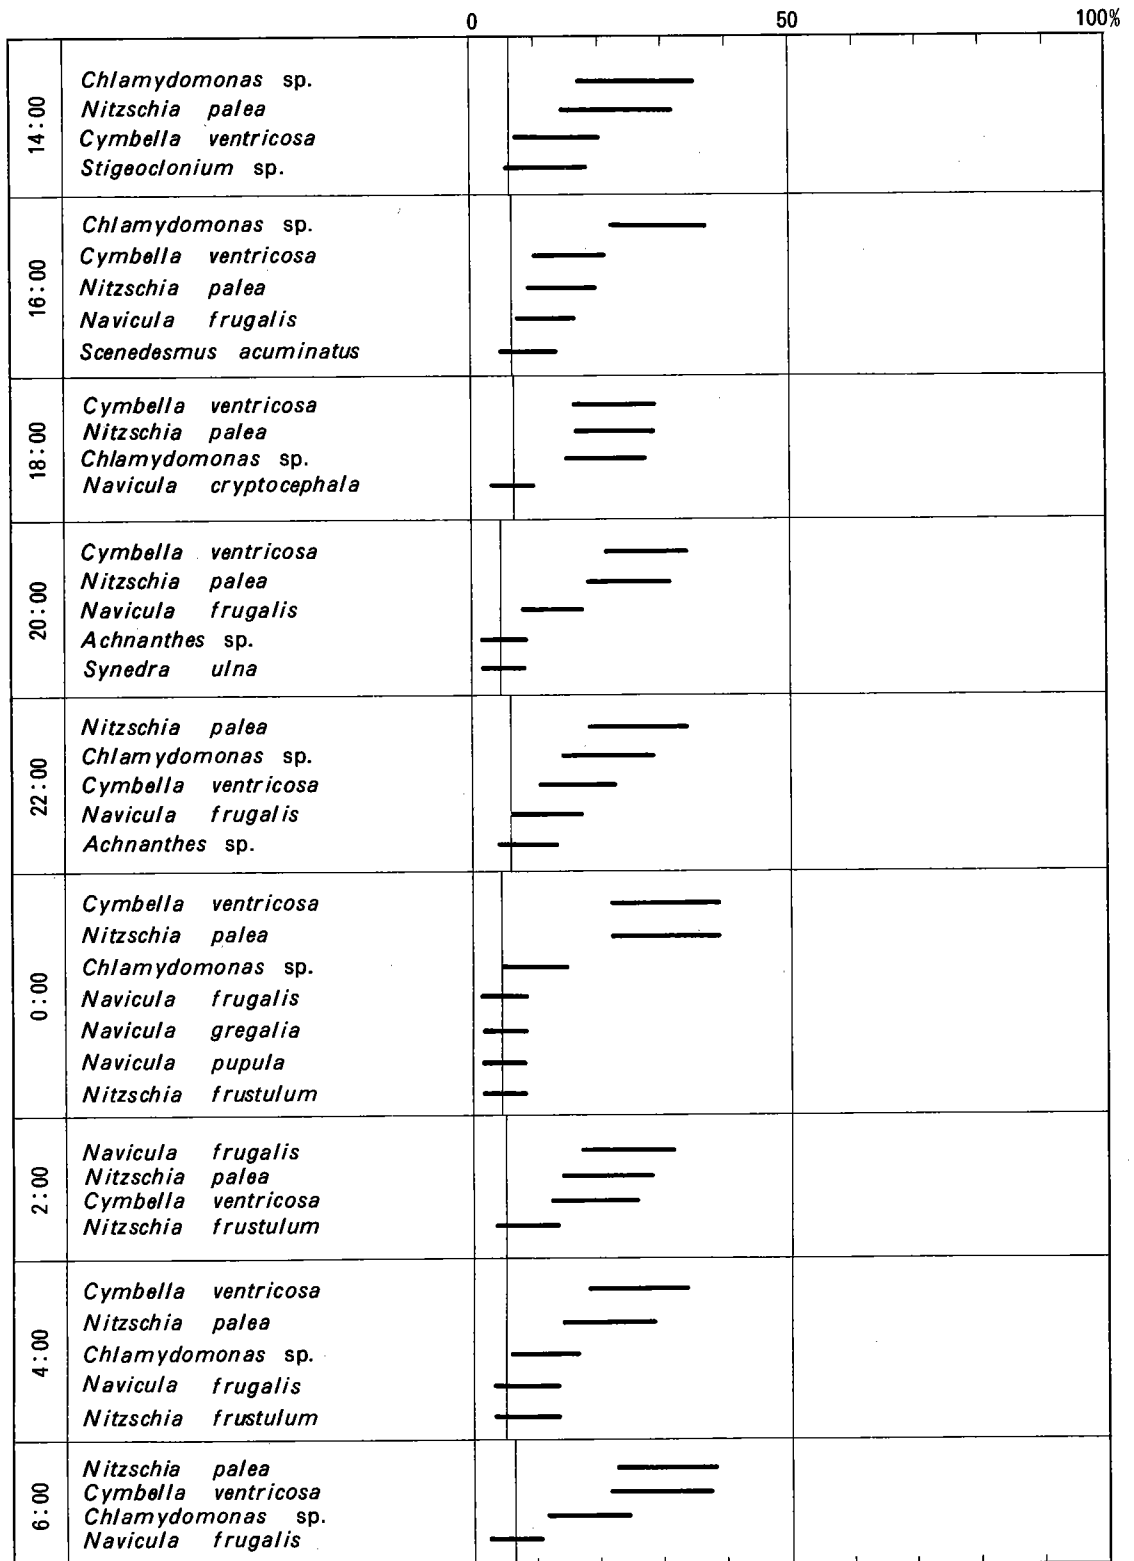 0 50 100%
14:00
Chlamydomonas sp.
Nitzschia palea
Cymbella ventricosa
Stigeoclonium sp.
16:00
Chlamydomonas sp.
Cymbella ventricosa
Nitzschia palea
Navicula frugalis
Scenedesmus acuminatus
18:00
Cymbella ventricosa
Nitzschia palea
Chlamydomonas sp.
Navicula cryptocephala
20:00
Cymbella ventricosa
Nitzschia palea
Navicula frugalis
Achnanthes sp.
Synedra ulna
22:00
Nitzschia palea
Chlamydomonas sp.
Cymbella ventricosa
Navicula frugalis
Achnanthes sp.
0:00
Cymbella ventricosa
Nitzschia palea
Chlamydomonas sp.
Navicula frugalis
Navicula gregalia
Navicula pupula
Nitzschia frustulum
2:00
Navicula frugalis
Nitzschia palea
Cymbella ventricosa
Nitzschia frustulum
4:00
Cymbella ventricosa
Nitzschia palea
Chlamydomonas sp.
Navicula frugalis
Nitzschia frustulum
6:00
Nitzschia palea
Cymbella ventricosa
Chlamydomonas sp.
Navicula frugalis